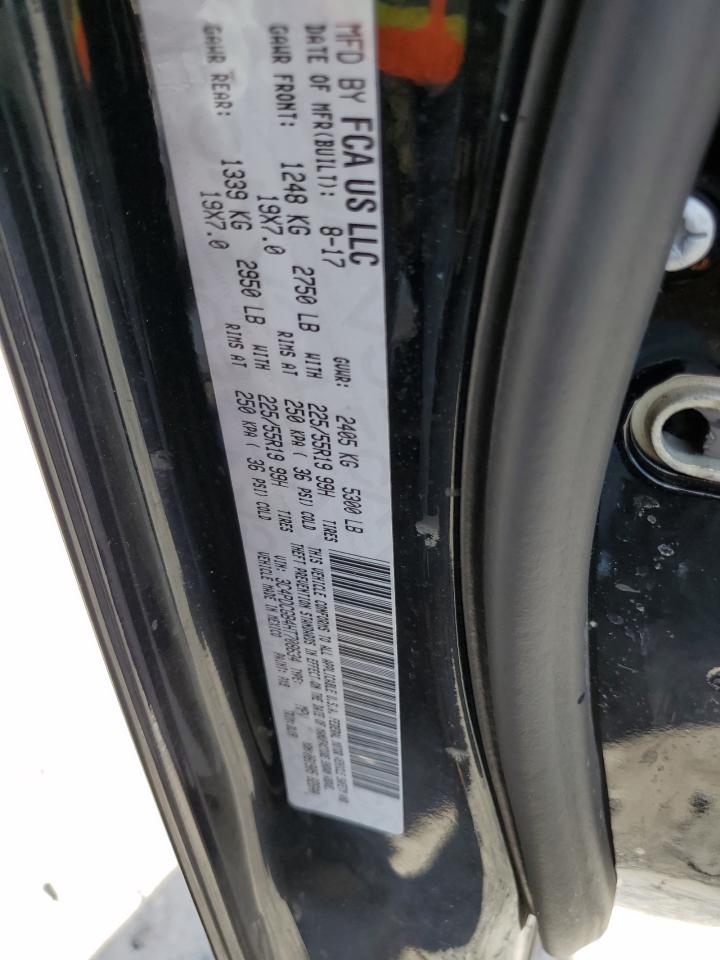 MFD BY FCA US LLC
DATE OF MFR(BUILT): 8-17 GVWR: 2405 KG 5300 LB
GAWR FRONT: 1248 KG 2750 LB WITH 225/55R19 99H TIRES
19X7.0 RIMS AT 250 KPA ( 36 PSI) COLD
GAWR REAR: 1339 KG 2950 LB WITH 225/55R19 99H TIRES
19X7.0 RIMS AT 250 KPA ( 36 PSI) COLD
THIS VEHICLE CONFORMS TO ALL APPLICABLE U.S.A. FEDERAL MOTOR VEHICLE SAFETY AND
THEFT PREVENTION STANDARDS IN EFFECT ON THE DATE OF MANUFACTURE SHOWN ABOVE.
VIN: TYPE: MPV
VEHICLE MADE IN MEXICO PAINT: